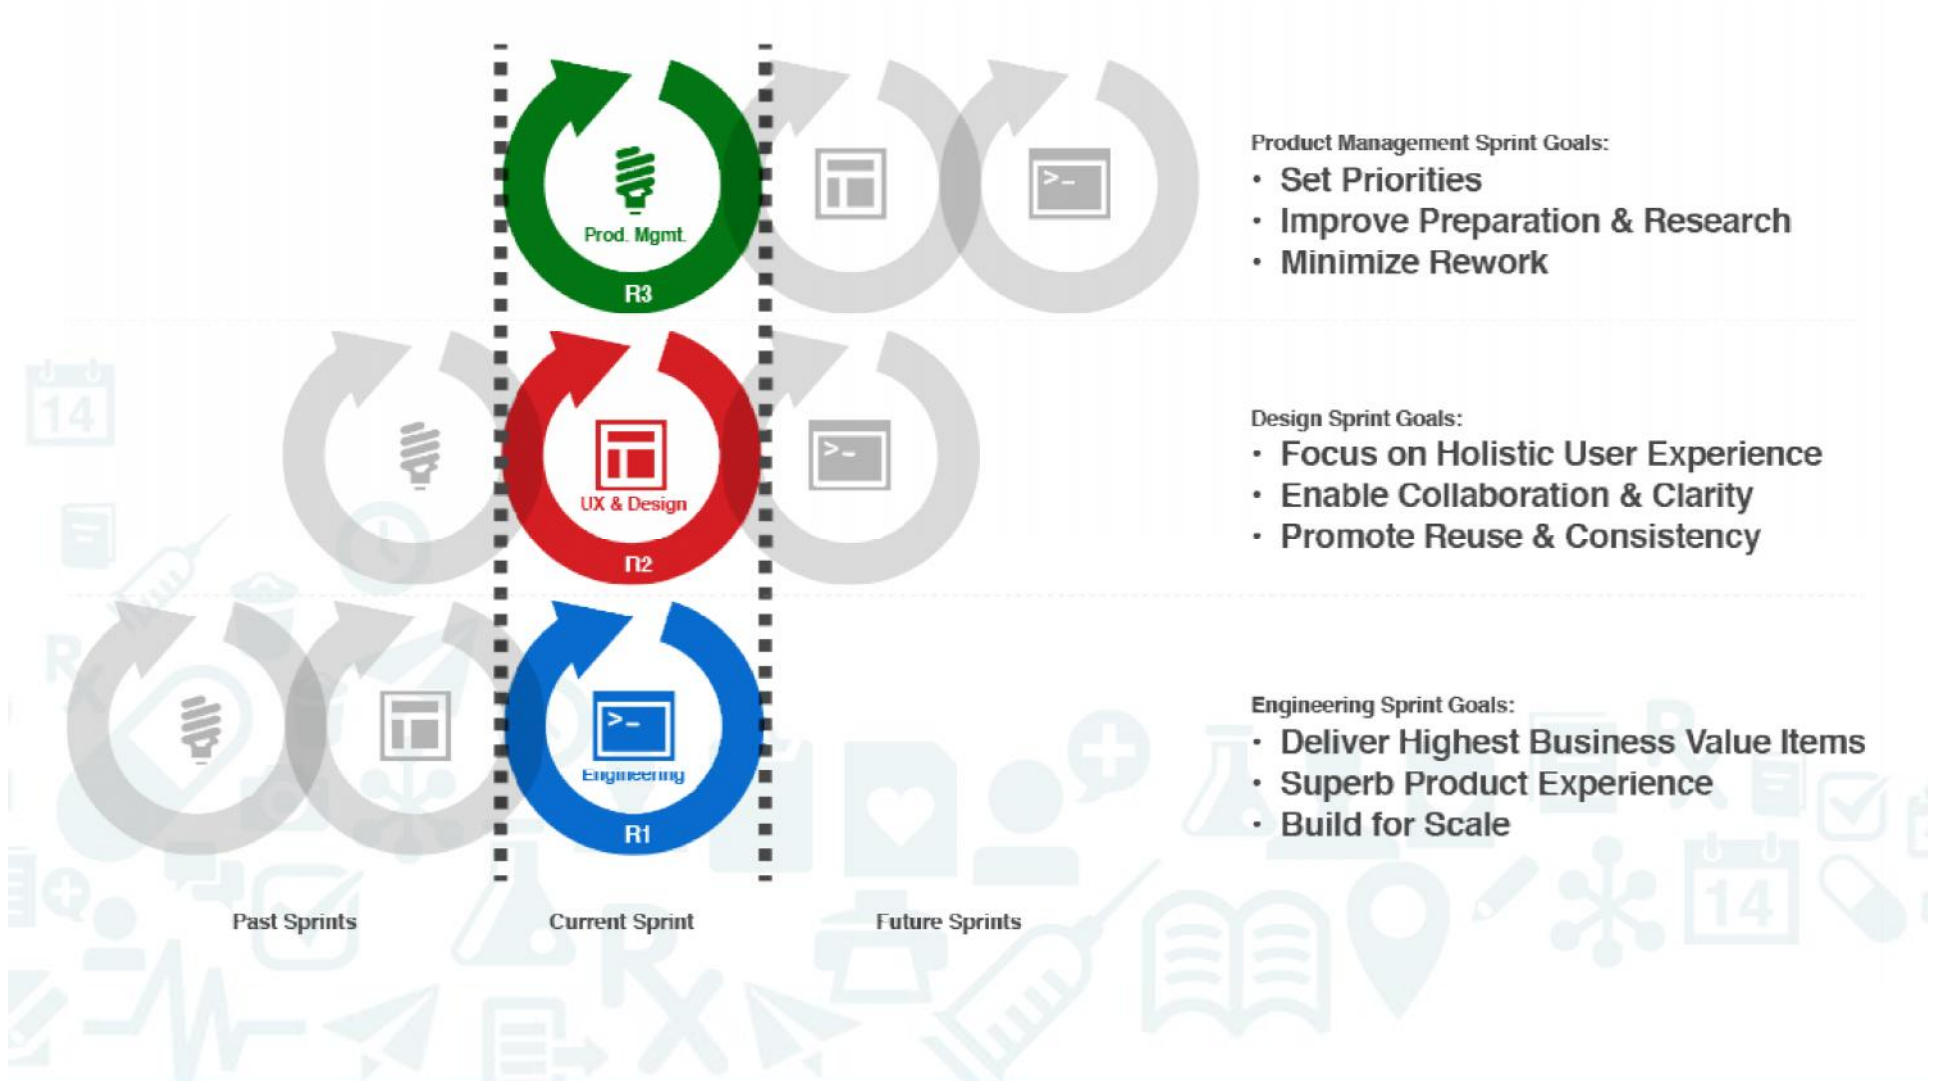 Prod. Mgmt.
R3
Product Management Sprint Goals:
• Set Priorities
• Improve Preparation & Research
• Minimize Rework
14
>-
UX & Design
R2
>-
Design Sprint Goals:
• Focus on Holistic User Experience
• Enable Collaboration & Clarity
• Promote Reuse & Consistency
>-
Engineering
R1
Engineering Sprint Goals:
• Deliver Highest Business Value Items
• Superb Product Experience
• Build for Scale
Past Sprints
Current Sprint
Future Sprints
14